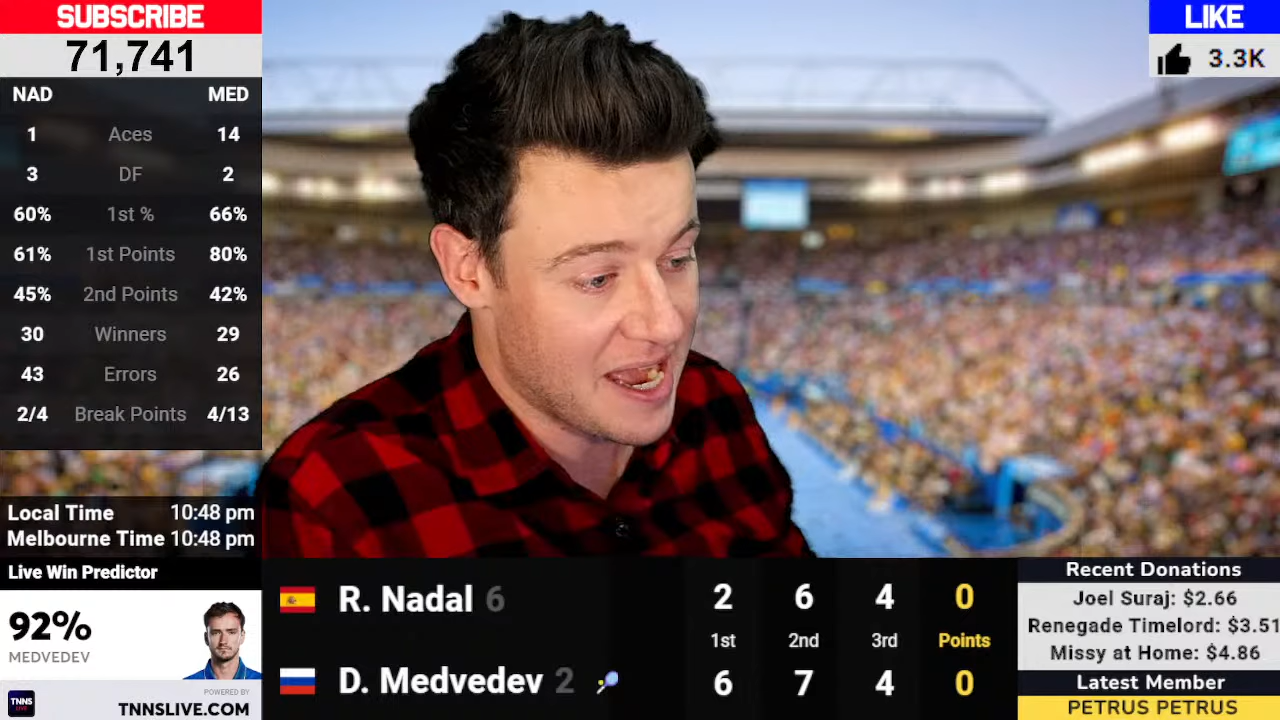 SUBSCRIBE
71,741
NAD MED
1 Aces 14
3 DF 2
60% 1st % 66%
61% 1st Points 80%
45% 2nd Points 42%
30 Winners 29
43 Errors 26
2/4 Break Points 4/13
Local Time 10:48 pm
Melbourne Time 10:48 pm
Live Win Predictor
92%
MEDVEDEV
TNNS
LIVE
POWERED BY
TNNSLIVE.COM
LIKE
3.3K
R. Nadal 6 2 6 4 0
1st 2nd 3rd Points
D. Medvedev 2 6 7 4 0
Recent Donations
Joel Suraj: $2.66
Renegade Timelord: $3.51
Missy at Home: $4.86
Latest Member
PETRUS PETRUS